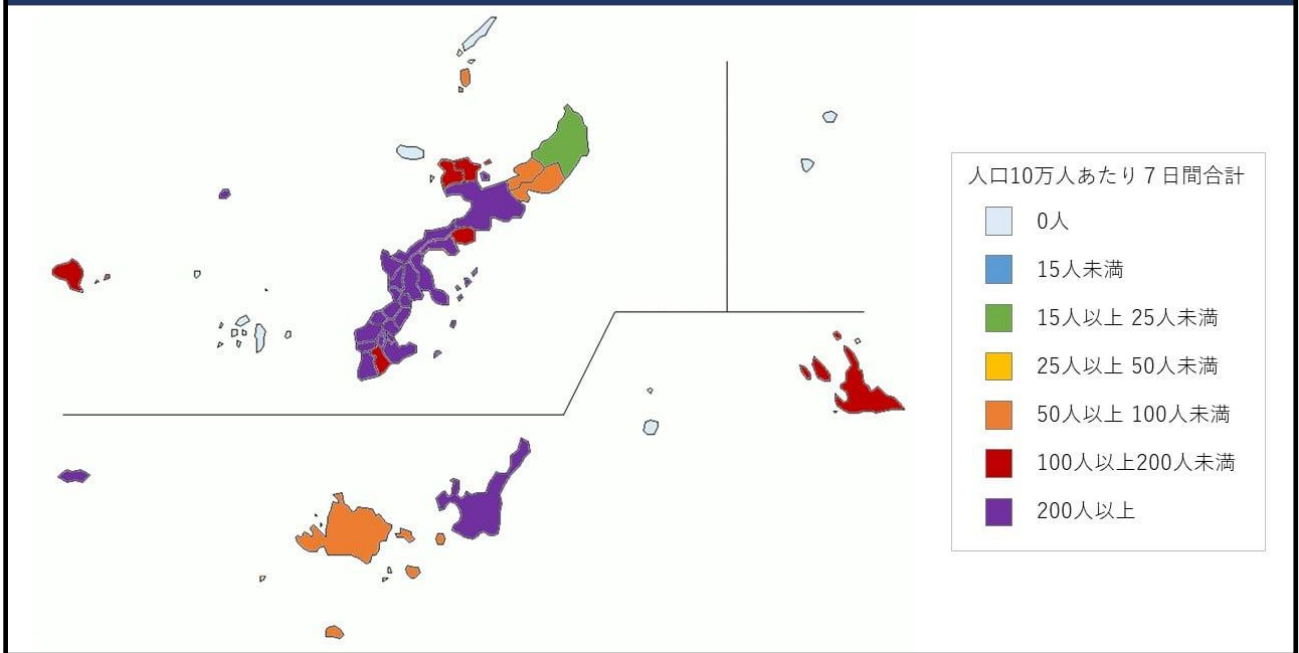 人口10万人あたり７日間合計
0人
15人未満
15人以上 25人未満
25人以上 50人未満
50人以上 100人未満
100人以上200人未満
200人以上